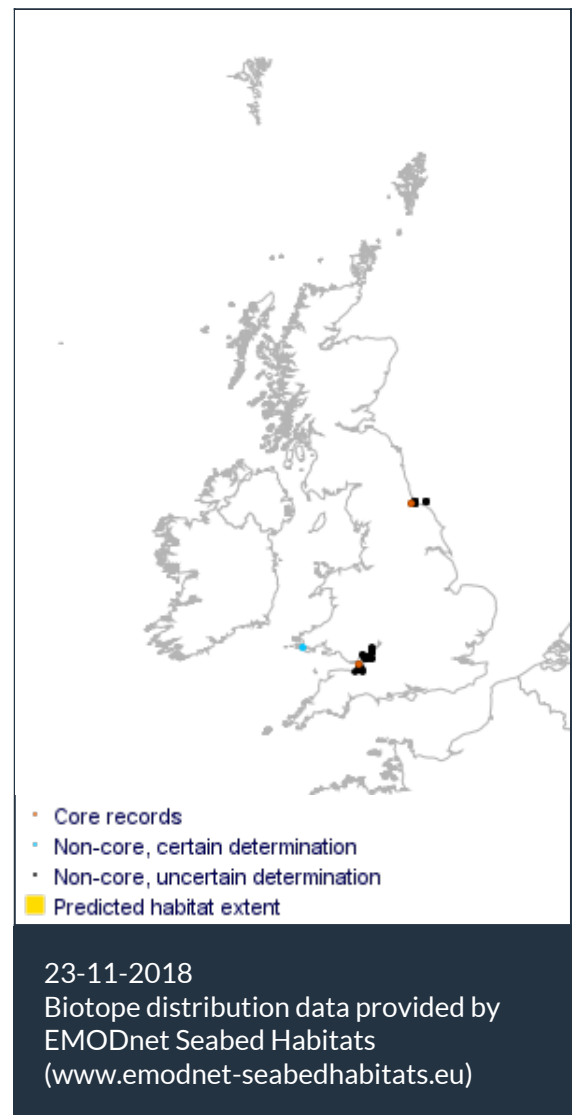 Core records
Non-core, certain determination
Non-core, uncertain determination
Predicted habitat extent
23-11-2018
Biotope distribution data provided by
EMODnet Seabed Habitats
(www.emodnet-seabedhabitats.eu)